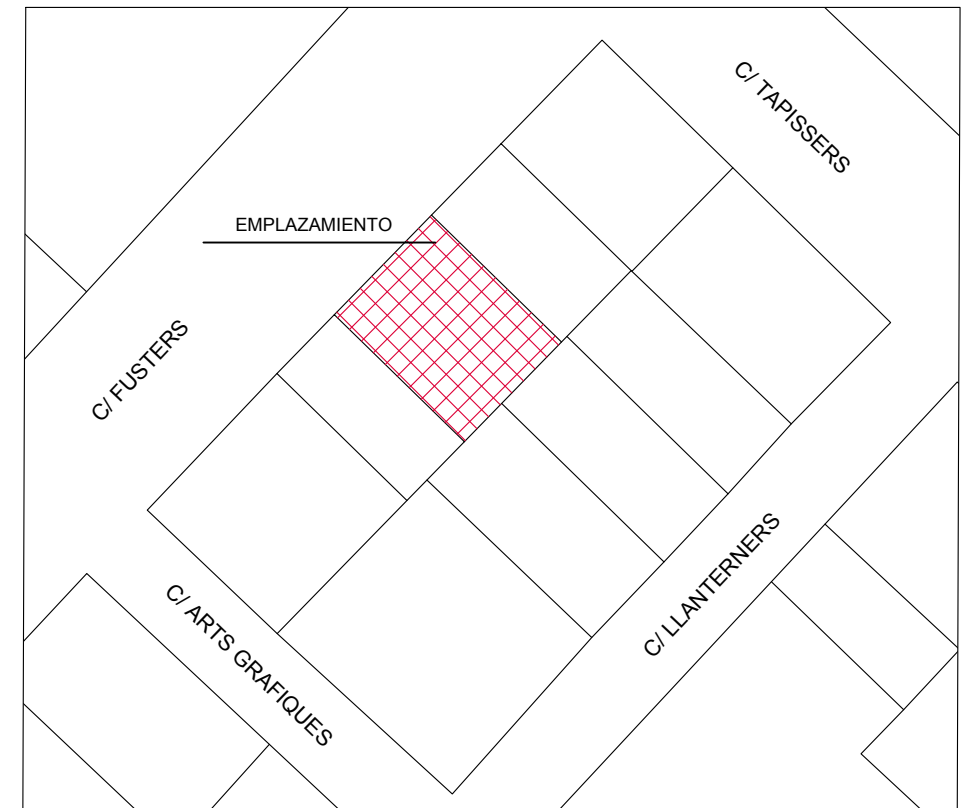 C/ TAPISSERS
EMPLAZAMIENTO
C/ FUSTERS
C/ LLANTERNERS
C/ ARTS GRAFIQUES